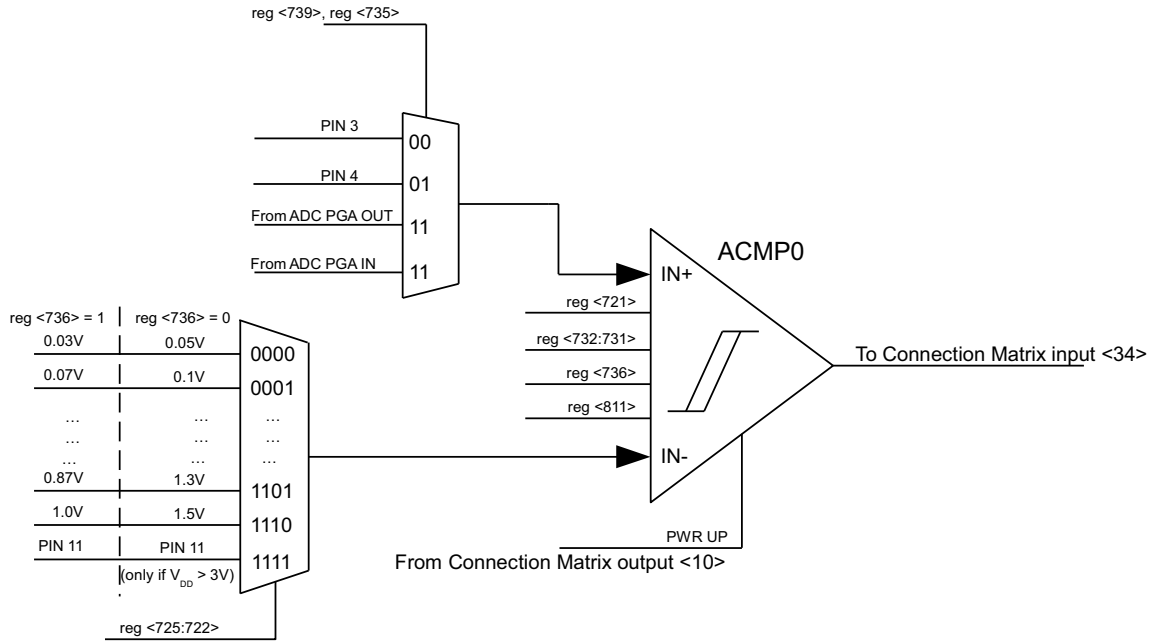 reg <739>, reg <735>
PIN 3
00
PIN 4
01
From ADC PGA OUT
11
From ADC PGA IN
11
ACMP0
IN+
reg <721>
reg <732:731>
reg <736>
reg <811>
IN-
To Connection Matrix input <34>
PWR UP
From Connection Matrix output <10>
reg <736> = 1 reg <736> = 0
0.03V 0.05V 0000
0.07V 0.1V 0001
... ... ...
... ... ...
... ... ...
0.87V 1.3V 1101
1.0V 1.5V 1110
PIN 11 PIN 11 1111
(only if VDD > 3V)
reg <725:722>